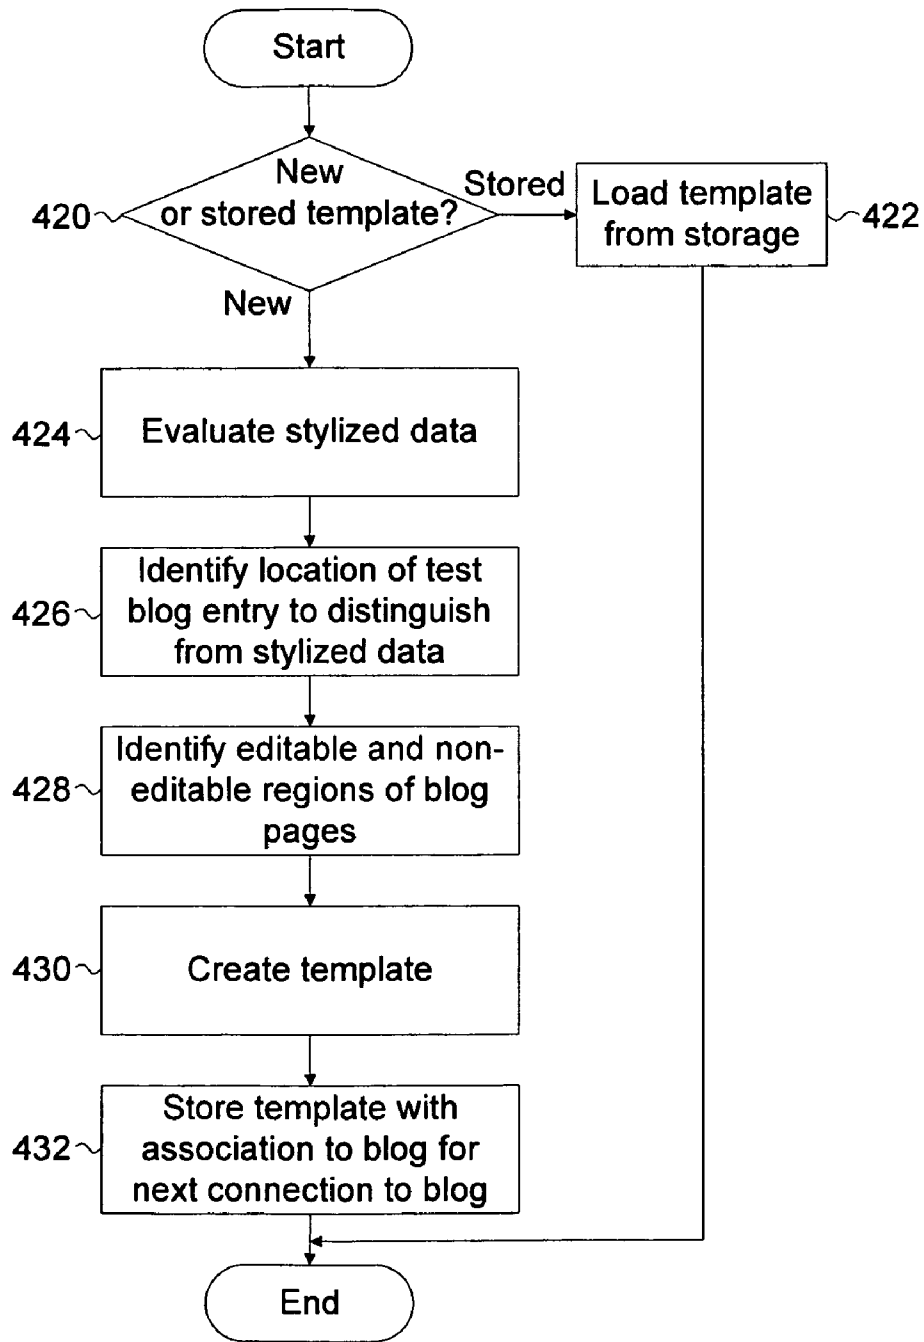 Start
New
or stored template?
420
Stored
Load template
from storage
422
New
424
Evaluate stylized data
Identify location of test
blog entry to distinguish
from stylized data
426
Identify editable and non-
editable regions of blog
pages
428
430
Create template
Store template with
association to blog for
next connection to blog
432
End